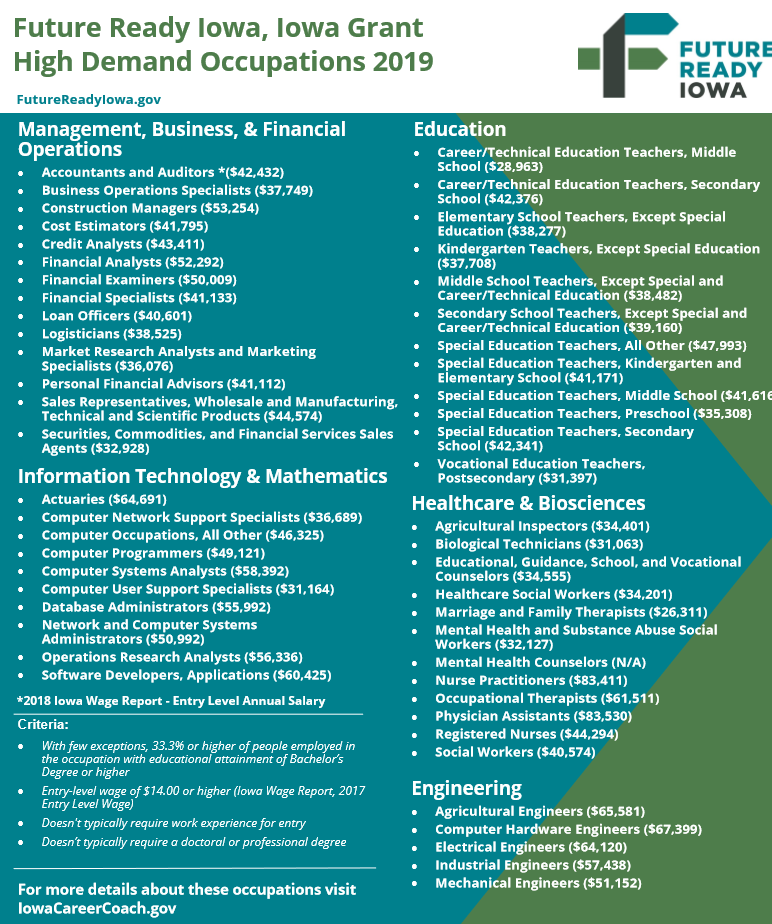 Future Ready Iowa, Iowa Grant
High Demand Occupations 2019
FutureReadyIowa.gov
FUTURE
READY
IOWA
Management, Business, & Financial
Operations
• Accountants and Auditors *($42,432)
• Business Operations Specialists ($37,749)
• Construction Managers ($53,254)
• Cost Estimators ($41,795)
• Credit Analysts ($43,411)
• Financial Analysts ($52,292)
• Financial Examiners ($50,009)
• Financial Specialists ($41,133)
• Loan Officers ($40,601)
• Logisticians ($38,525)
• Market Research Analysts and Marketing
Specialists ($36,076)
• Personal Financial Advisors ($41,112)
• Sales Representatives, Wholesale and Manufacturing,
Technical and Scientific Products ($44,574)
• Securities, Commodities, and Financial Services Sales
Agents ($32,928)
Information Technology & Mathematics
• Actuaries ($64,691)
• Computer Network Support Specialists ($36,689)
• Computer Occupations, All Other ($46,325)
• Computer Programmers ($49,121)
• Computer Systems Analysts ($58,392)
• Computer User Support Specialists ($31,164)
• Database Administrators ($55,992)
• Network and Computer Systems
Administrators ($50,992)
• Operations Research Analysts ($56,336)
• Software Developers, Applications ($60,425)
*2018 Iowa Wage Report - Entry Level Annual Salary
Criteria:
• With few exceptions, 33.3% or higher of people employed in
the occupation with educational attainment of Bachelor's
Degree or higher
• Entry-level wage of $14.00 or higher (Iowa Wage Report, 2017
Entry Level Wage)
• Doesn't typically require work experience for entry
• Doesn't typically require a doctoral or professional degree
For more details about these occupations visit
IowaCareerCoach.gov
Education
• Career/Technical Education Teachers, Middle
School ($28,963)
• Career/Technical Education Teachers, Secondary
School ($42,376)
• Elementary School Teachers, Except Special
Education ($38,277)
• Kindergarten Teachers, Except Special Education
($37,708)
• Middle School Teachers, Except Special and
Career/Technical Education ($38,482)
• Secondary School Teachers, Except Special and
Career/Technical Education ($39,160)
• Special Education Teachers, All Other ($47,993)
• Special Education Teachers, Kindergarten and
Elementary School ($41,171)
• Special Education Teachers, Middle School ($41,616
• Special Education Teachers, Preschool ($35,308)
• Special Education Teachers, Secondary
School ($42,341)
• Vocational Education Teachers,
Postsecondary ($31,397)
Healthcare & Biosciences
• Agricultural Inspectors ($34,401)
• Biological Technicians ($31,063)
• Educational, Guidance, School, and Vocational
Counselors ($34,555)
• Healthcare Social Workers ($34,201)
• Marriage and Family Therapists ($26,311)
• Mental Health and Substance Abuse Social
Workers ($32,127)
• Mental Health Counselors (N/A)
• Nurse Practitioners ($83,411)
• Occupational Therapists ($61,511)
• Physician Assistants ($83,530)
• Registered Nurses ($44,294)
• Social Workers ($40,574)
Engineering
• Agricultural Engineers ($65,581)
• Computer Hardware Engineers ($67,399)
• Electrical Engineers ($64,120)
• Industrial Engineers ($57,438)
• Mechanical Engineers ($51,152)